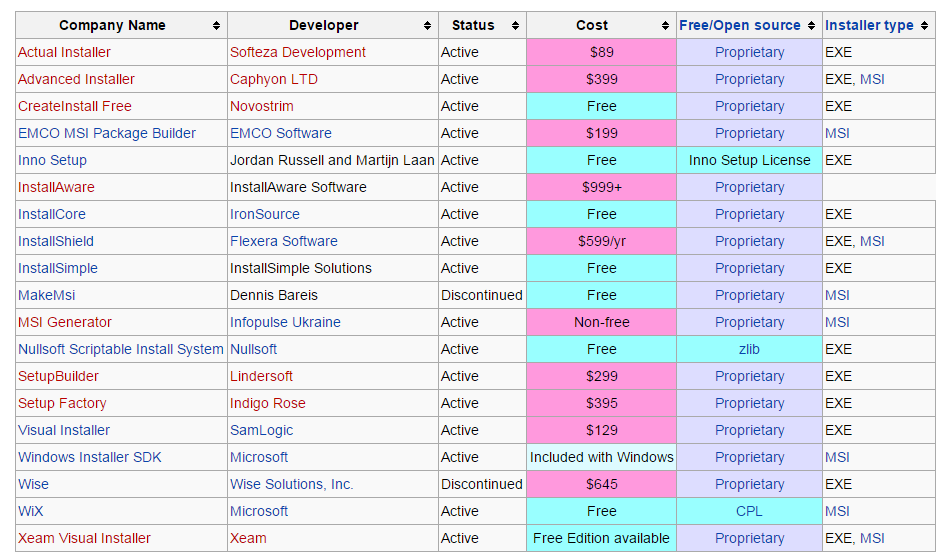 Company Name Developer Status Cost Free/Open source Installer type
Actual Installer Softeza Development Active $89 Proprietary EXE
Advanced Installer Caphyon LTD Active $399 Proprietary EXE, MSI
CreateInstall Free Novostrim Active Free Proprietary EXE
EMCO MSI Package Builder EMCO Software Active $199 Proprietary MSI
Inno Setup Jordan Russell and Martijn Laan Active Free Inno Setup License EXE
InstallAware InstallAware Software Active $999+ Proprietary
InstallCore IronSource Active Free Proprietary EXE
InstallShield Flexera Software Active $599/yr Proprietary EXE, MSI
InstallSimple InstallSimple Solutions Active Free Proprietary EXE
MakeMsi Dennis Bareis Discontinued Free Proprietary MSI
MSI Generator Infopulse Ukraine Active Non-free Proprietary MSI
Nullsoft Scriptable Install System Nullsoft Active Free zlib EXE
SetupBuilder Lindersoft Active $299 Proprietary EXE
Setup Factory Indigo Rose Active $395 Proprietary EXE
Visual Installer SamLogic Active $129 Proprietary EXE
Windows Installer SDK Microsoft Active Included with Windows Proprietary MSI
Wise Wise Solutions, Inc. Discontinued $645 Proprietary EXE
WiX Microsoft Active Free CPL MSI
Xeam Visual Installer Xeam Active Free Edition available Proprietary EXE, MSI